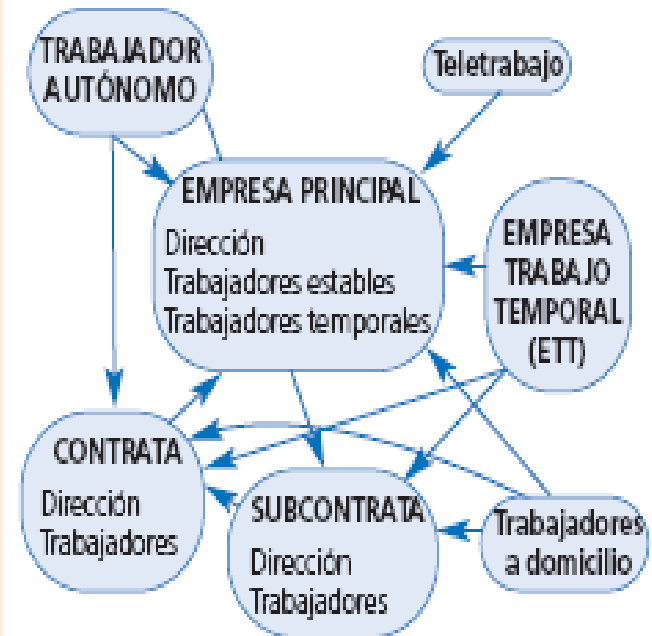 TRABAJADOR
AUTÓNOMO
Teletrabajo
EMPRESA PRINCIPAL
Dirección
Trabajadores estables
Trabajadores temporales
EMPRESA
TRABAJO
TEMPORAL
(ETT)
CONTRATA
Dirección
Trabajadores
SUBCONTRATA
Dirección
Trabajadores
Trabajadores
a domicilio